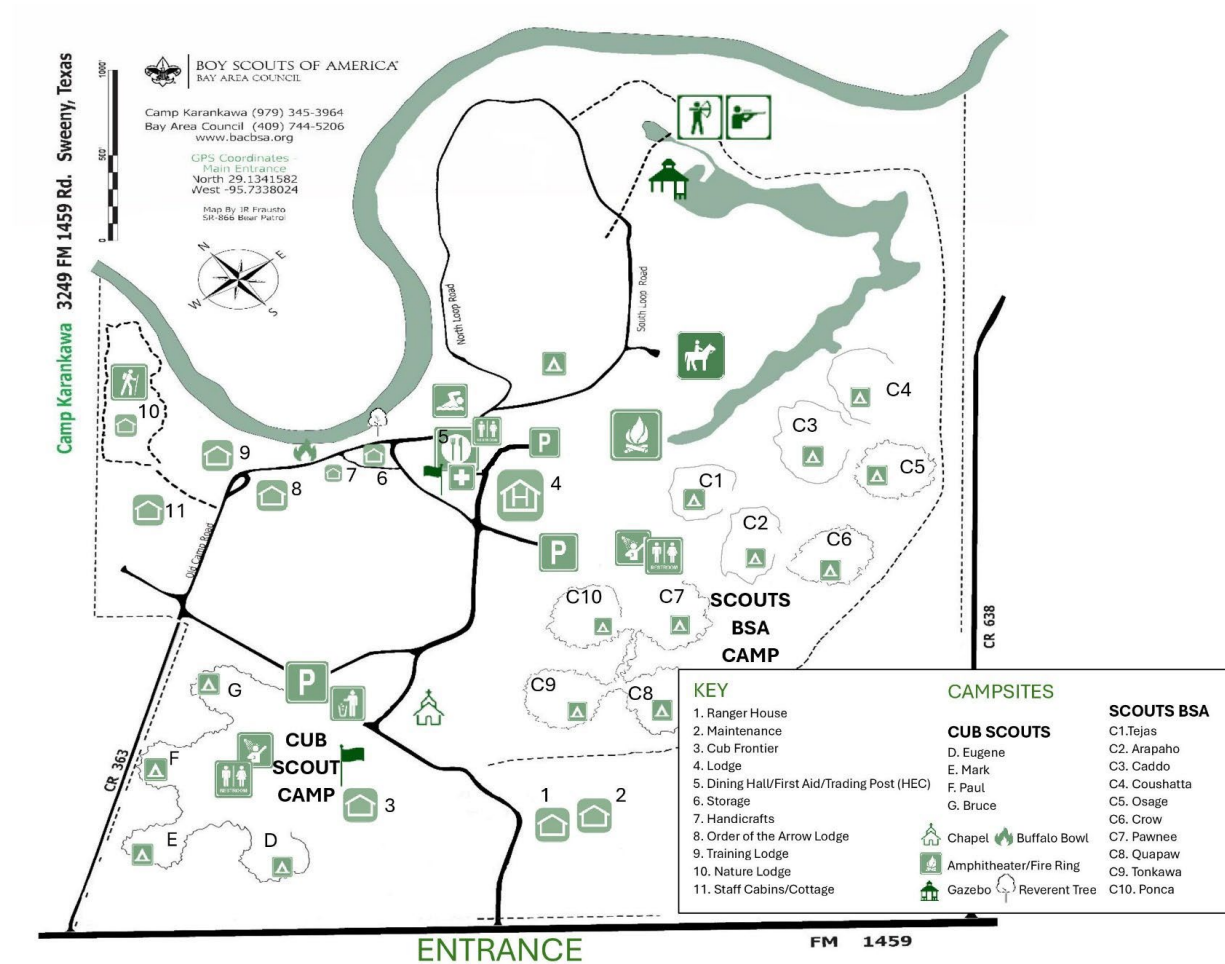 Camp Karankawa 3249 FM 1459 Rd. Sweeny, Texas
1000'
500'
0
BOY SCOUTS OF AMERICA®
BAY AREA COUNCIL
Camp Karankawa (979) 345-3964
Bay Area Council (409) 744-5206
www.bacbsa.org
GPS Coordinates -
Main Entrance
North 29.1341582
West -95.7338024
Map By JR Frausto
SR-866 Bear Patrol
N
E
W
S
North Loop Road
South Loop Road
10
9
11
8
7
6
5
RESTROOM
P
4
P
C4
C3
C5
C1
C2
C6
RESTROOM
C10
C7
SCOUTS
BSA
CAMP
C9
C8
Old Camp Road
CR 638
CR 363
P
G
F
E
D
RESTROOM
CUB
SCOUT
CAMP
3
1
2
KEY
1. Ranger House
2. Maintenance
3. Cub Frontier
4. Lodge
5. Dining Hall/First Aid/Trading Post (HEC)
6. Storage
7. Handicrafts
8. Order of the Arrow Lodge
9. Training Lodge
10. Nature Lodge
11. Staff Cabins/Cottage
CAMPSITES
CUB SCOUTS
D. Eugene
E. Mark
F. Paul
G. Bruce
Chapel
Buffalo Bowl
Amphitheater/Fire Ring
Gazebo
Reverent Tree
SCOUTS BSA
C1.Tejas
C2. Arapaho
C3. Caddo
C4. Coushatta
C5. Osage
C6. Crow
C7. Pawnee
C8. Quapaw
C9. Tonkawa
C10. Ponca
ENTRANCE
FM 1459